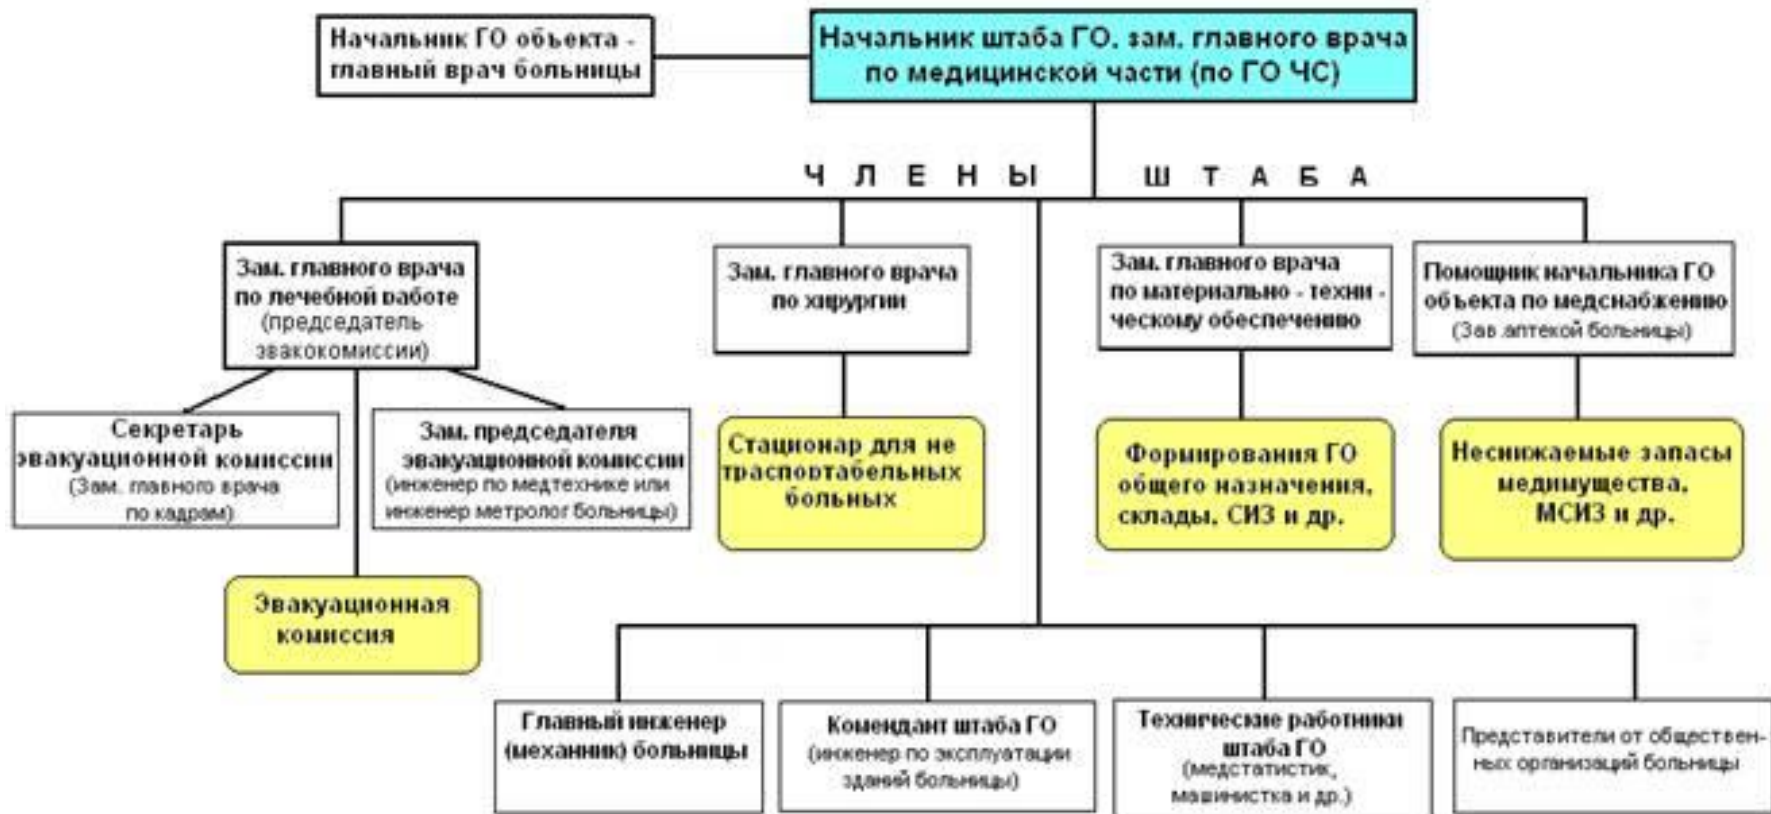 Начальник ГО объекта -
главный врач больницы
Начальник штаба ГО. зам. главного врача
по медицинской части (по ГО ЧС)
ЧЛЕНЫ ШТАБА
Зам. главного врача
по лечебной работе
(председатель
эвакокомиссии)
Зам. главного врача
по хирургии
Зам. главного врача
по материально - техни -
ческому обеспечению
Помощник начальника ГО
объекта по медснабжению
(Зав.аптекой больницы)
Секретарь
эвакуационной комиссии
(Зам. главного врача
по кадрам)
Зам. председателя
эвакуационной комиссии
(инженер по медтехнике или
инженер метролог больницы)
Стационар для не
траспортабельных
больных
Формирования ГО
общего назначения,
склады, СИЗ и др.
Неснижаемые запасы
медимущества,
МСИЗ и др.
Эвакуационная
комиссия
Главный инженер
(механник) больницы
Комендант штаба ГО
(инженер по эксплуатации
зданий больницы)
Технические работники
штаба ГО
(медстатистик,
машинистка и др.)
Представители от обществен-
ных организаций больницы